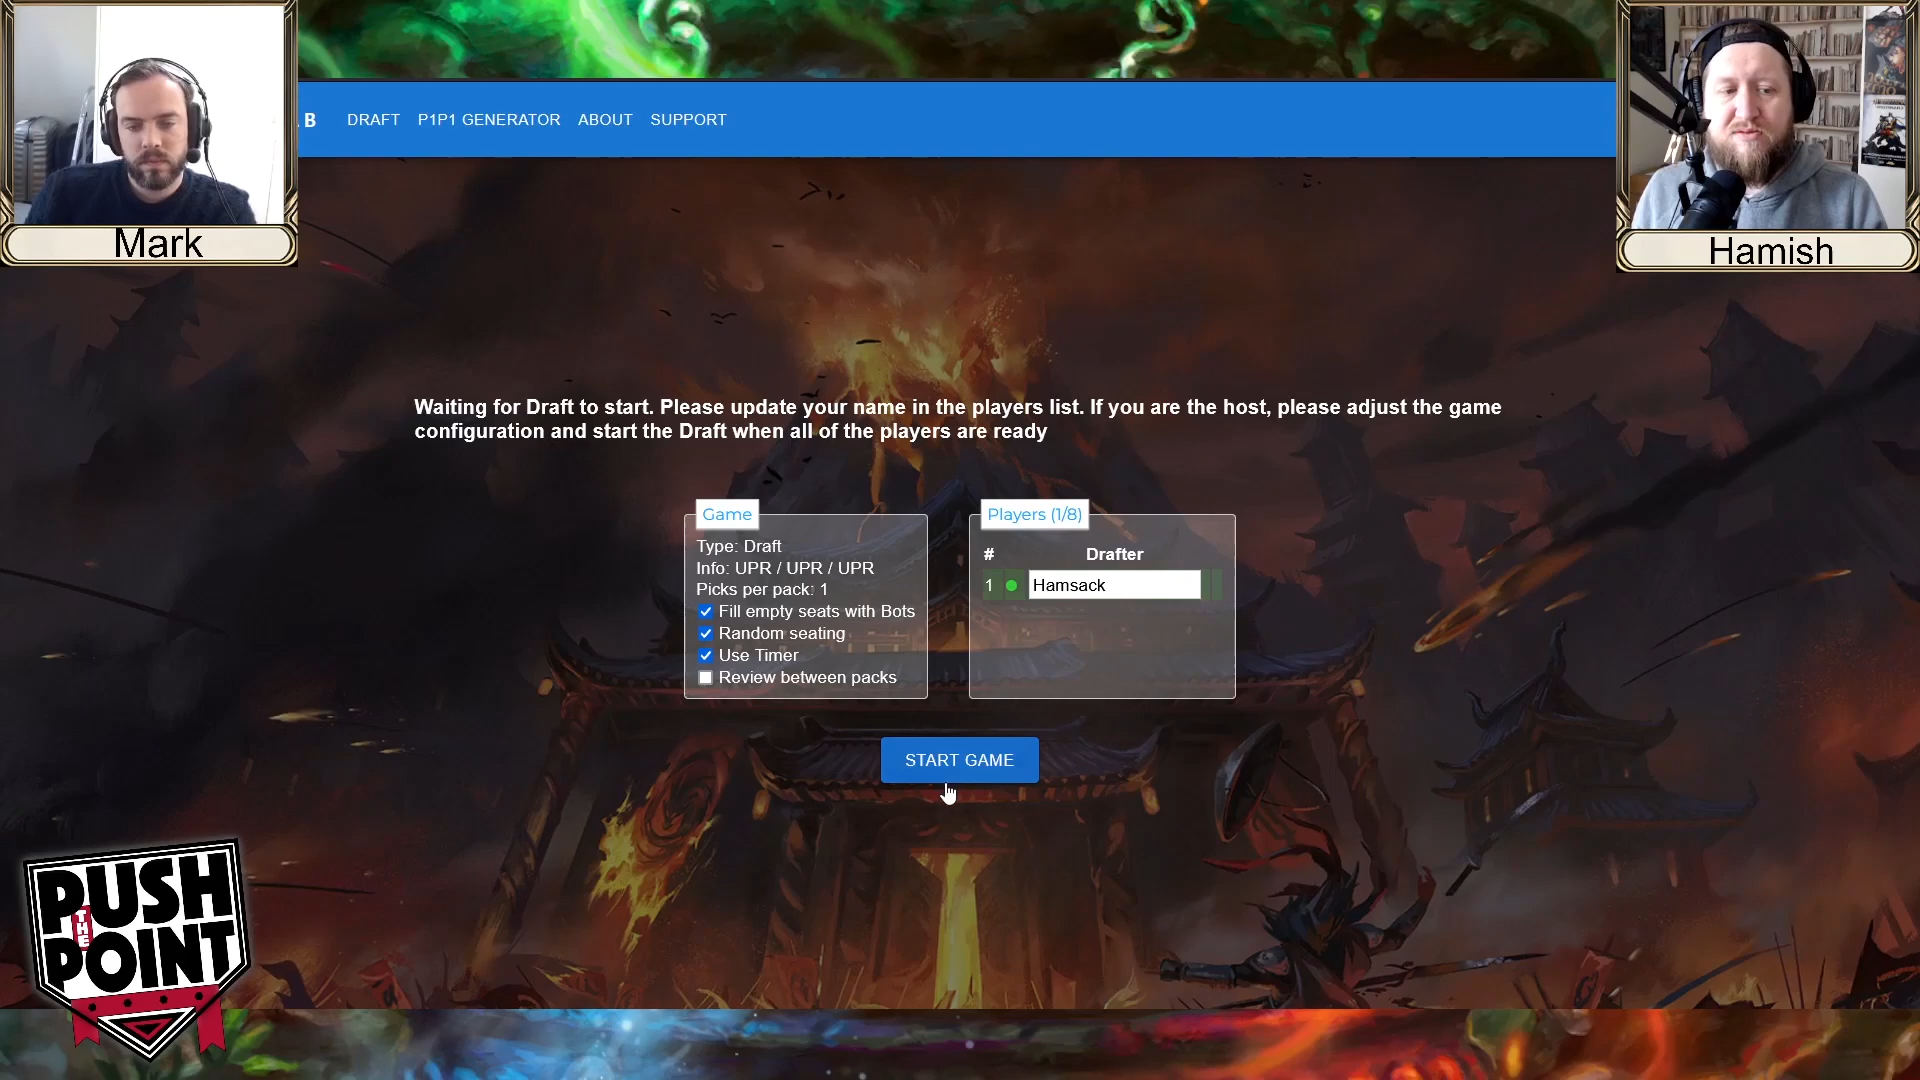 Mark
Hamish
B
DRAFT P1P1 GENERATOR ABOUT SUPPORT
Waiting for Draft to start. Please update your name in the players list. If you are the host, please adjust the game
configuration and start the Draft when all of the players are ready
Game
Type: Draft
Info: UPR / UPR / UPR
Picks per pack: 1
Fill empty seats with Bots
Random seating
Use Timer
Review between packs
Players (1/8)
# Drafter
1 Hamsack
START GAME
PUSH
THE
POINT